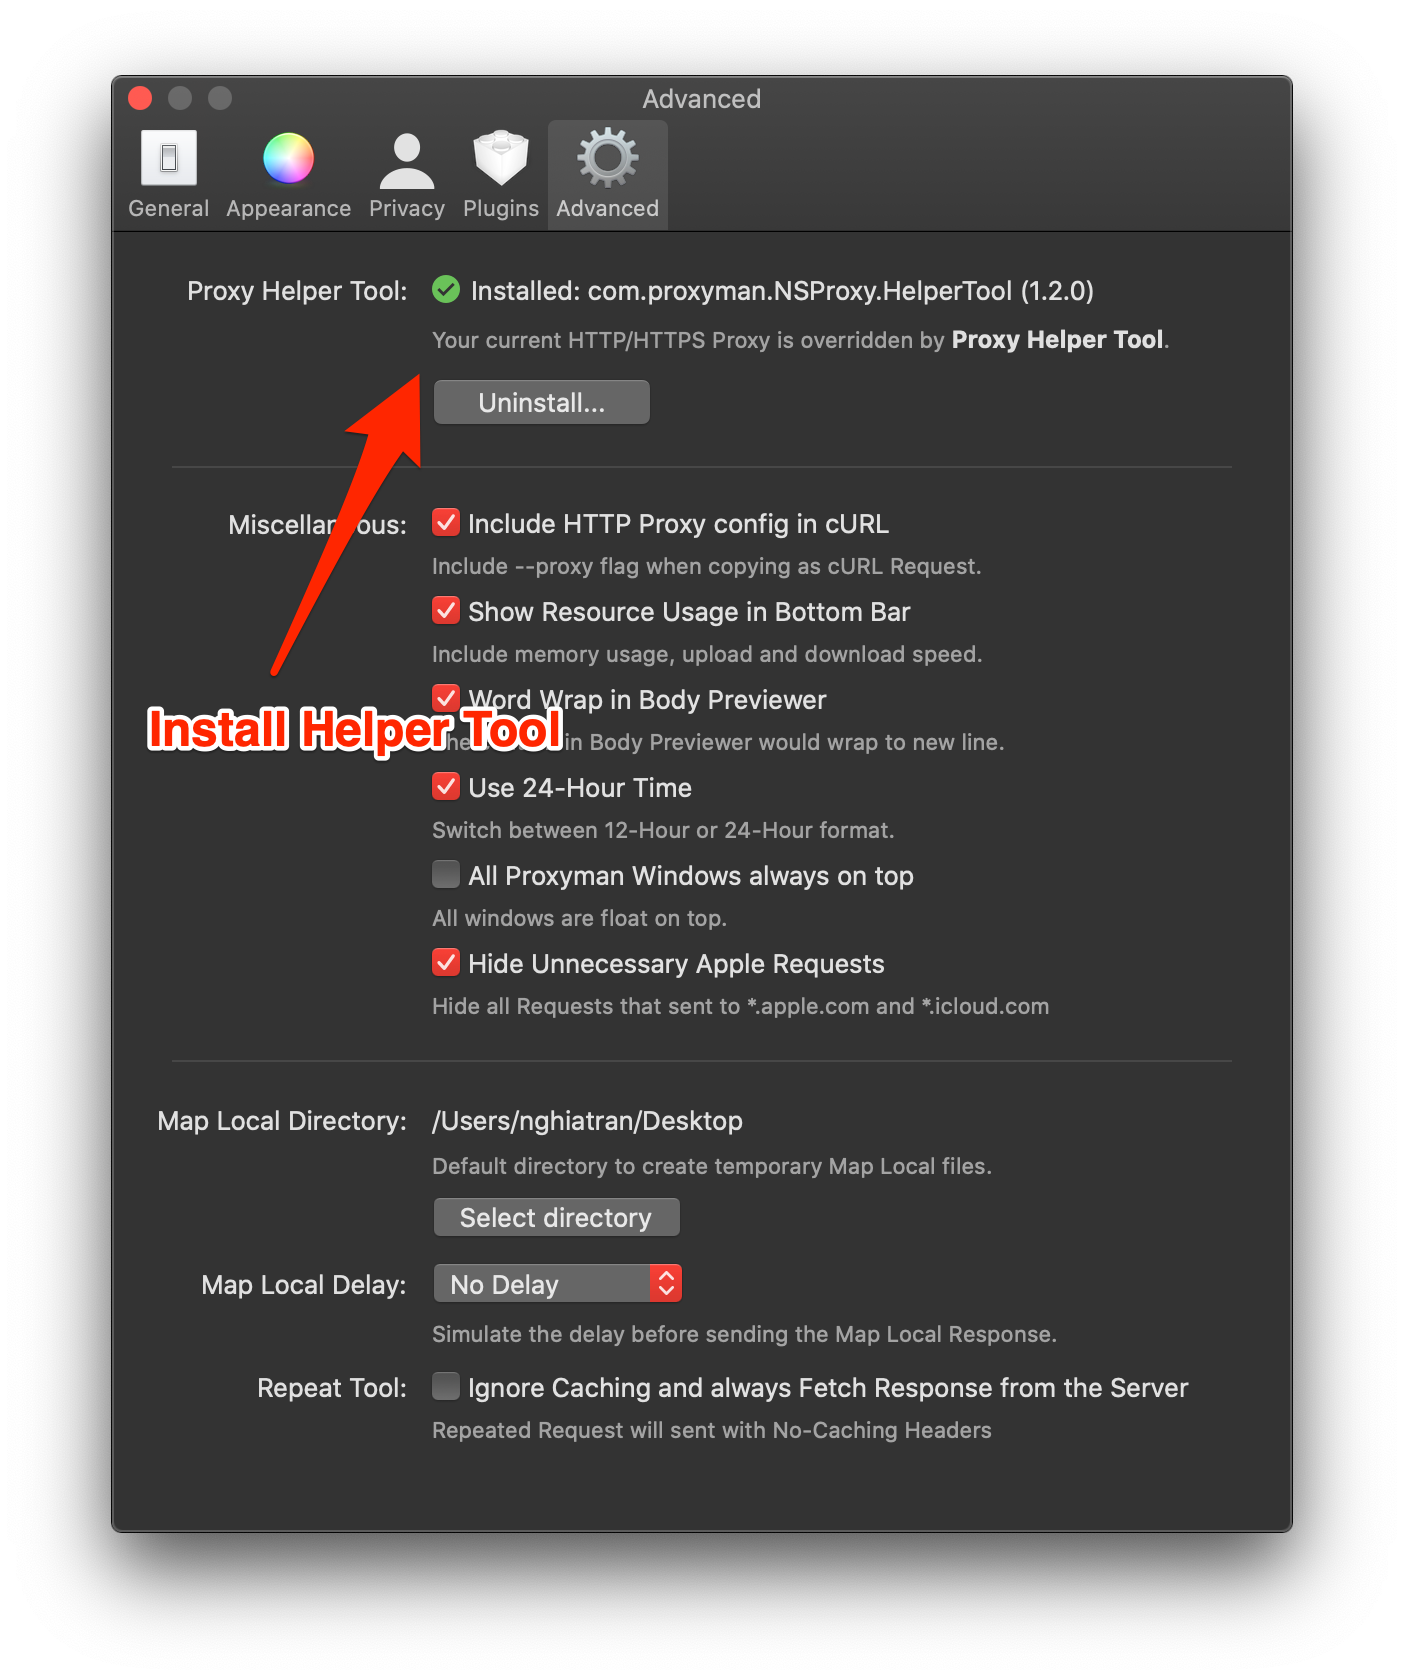 Advanced
General Appearance Privacy Plugins Advanced
Proxy Helper Tool: Installed: com.proxyman.NSProxy.HelperTool (1.2.0)
Your current HTTP/HTTPS Proxy is overridden by Proxy Helper Tool.
Uninstall...
Include HTTP Proxy config in cURL
Include --proxy flag when copying as cURL Request.
Show Resource Usage in Bottom Bar
Include memory usage, upload and download speed.
Word Wrap in Body Previewer
Install Helper Tool
in Body Previewer would wrap to new line.
Use 24-Hour Time
Switch between 12-Hour or 24-Hour format.
All Proxyman Windows always on top
All windows are float on top.
Hide Unnecessary Apple Requests
Hide all Requests that sent to *.apple.com and *.icloud.com
Map Local Directory: /Users/nghiatran/Desktop
Default directory to create temporary Map Local files.
Select directory
Map Local Delay: No Delay
Simulate the delay before sending the Map Local Response.
Repeat Tool: Ignore Caching and always Fetch Response from the Server
Repeated Request will sent with No-Caching Headers